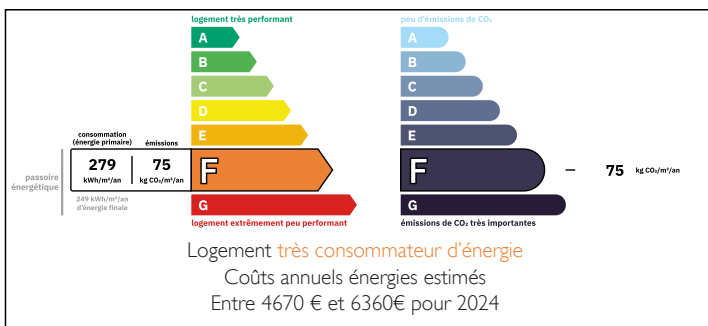 logement très performant
A
B
C
D
E
consommation
(énergie primaire)
émissions
279
75
kWh/m²/an
kg CO₂/m²/an
F
passoire
énergétique
249 kWh/m²/an
d'énergie finale
G
logement extrêmement peu performant
peu d'émissions de CO₂
A
B
C
D
E
F
75 kg CO₂/m²/an
G
émissions de CO₂ très importantes
Logement très consommateur d'énergie
Coûts annuels énergies estimés
Entre 4670 € et 6360€ pour 2024